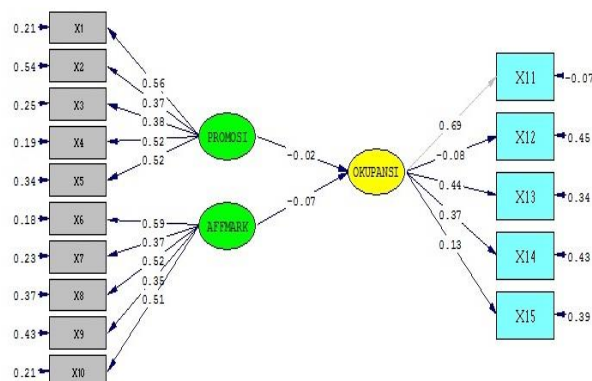 0.21 X1
0.54 X2
0.25 X3
0.19 X4
0.34 X5
0.18 X6
0.23 X7
0.37 X8
0.43 X9
0.21 X10
0.56
0.37
0.38
0.52
0.52
PROMOSI
0.59
0.37
0.52
0.35
0.51
AFFMARK
-0.02
-0.07
OKUPANSI
0.69
-0.08
0.44
0.37
0.13
X11 -0.07
X12 0.45
X13 0.34
X14 0.43
X15 0.39